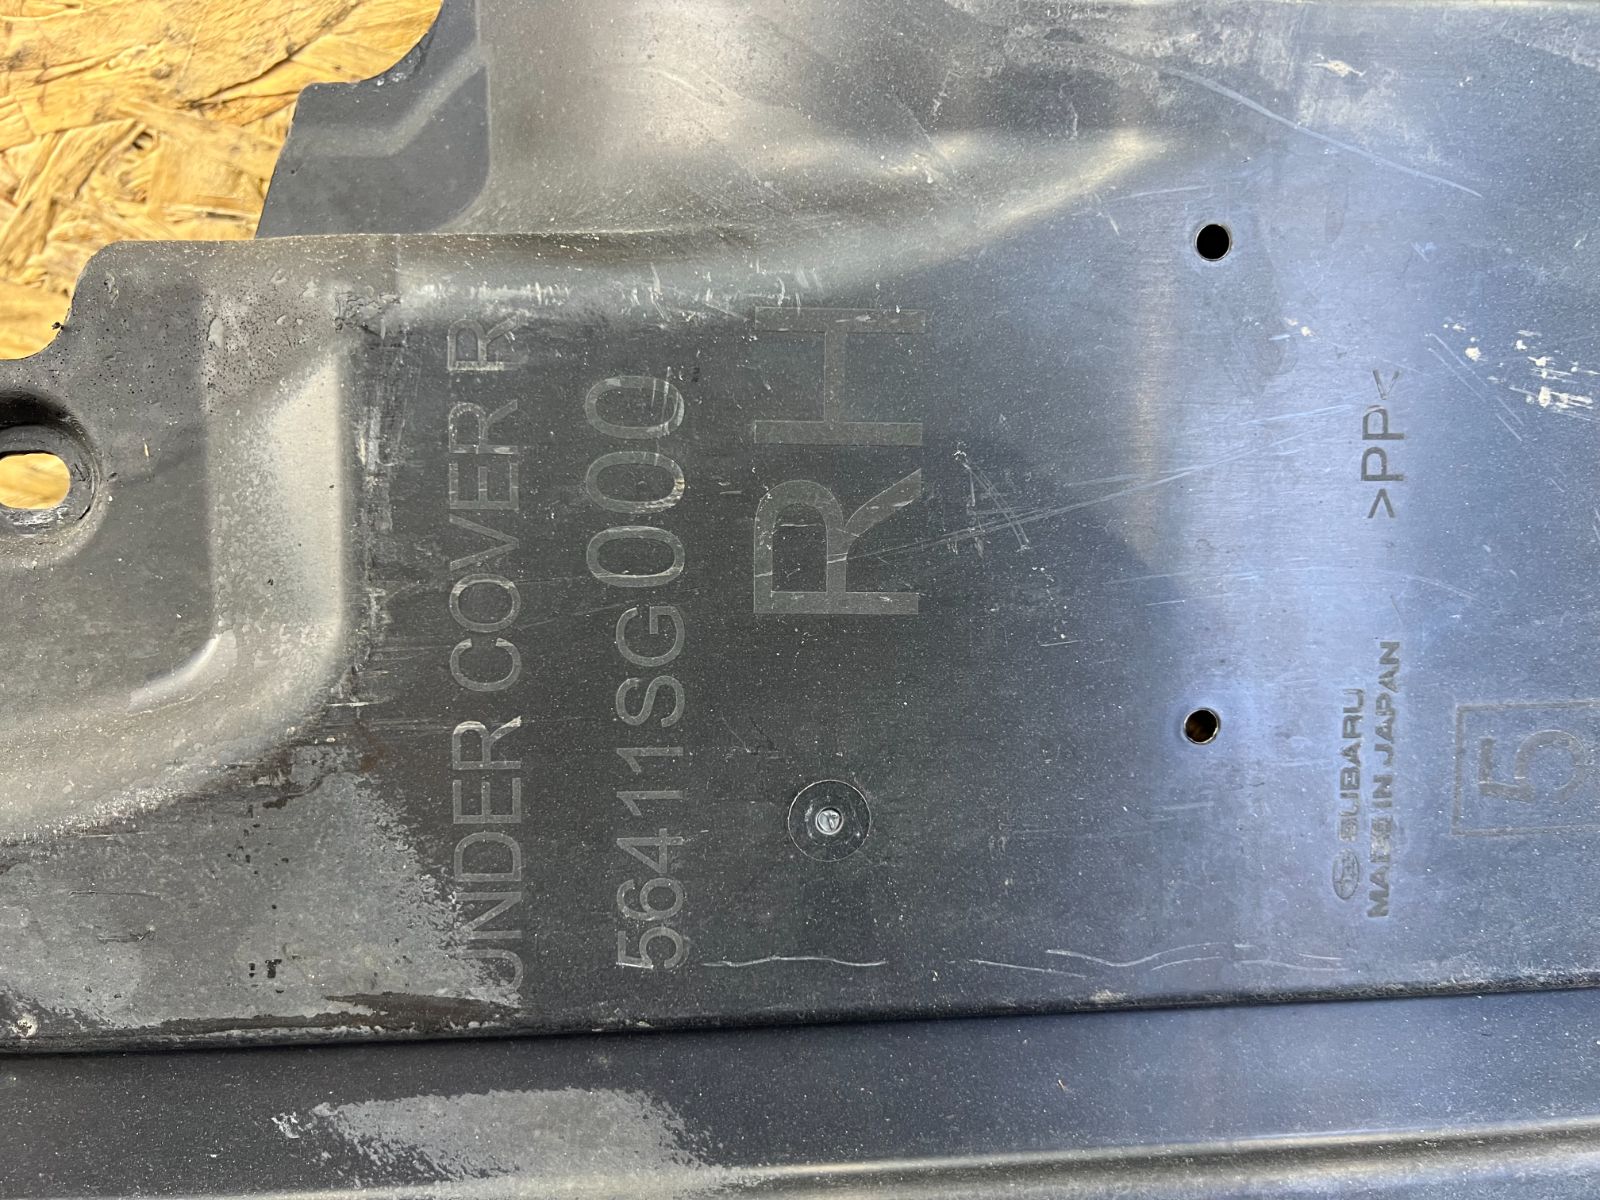 UNDER COVER R
56411SG000
RH
>PP<
SUBARU
MADE IN JAPAN
5